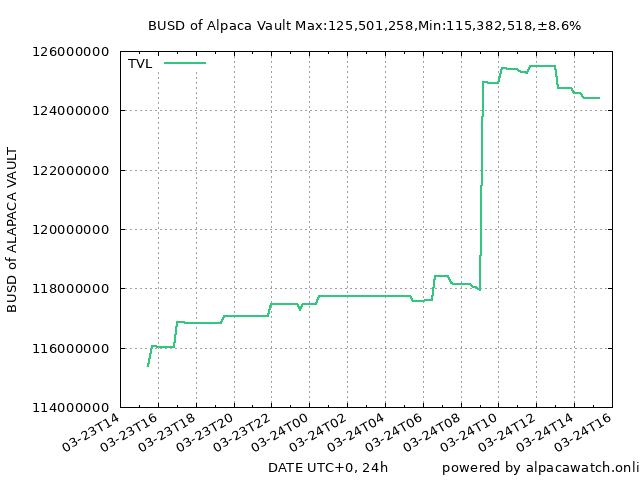 BUSD of Alpaca Vault Max:125,501,258,Min:115,382,518,±8.6%
TVL
126000000
124000000
122000000
120000000
118000000
116000000
114000000
BUSD of ALAPACA VAULT
03-23T14
03-23T16
03-23T18
03-23T20
03-23T22
03-24T00
03-24T02
03-24T04
03-24T06
03-24T08
03-24T10
03-24T12
03-24T14
03-24T16
DATE UTC+0, 24h
powered by alpacawatch.onli